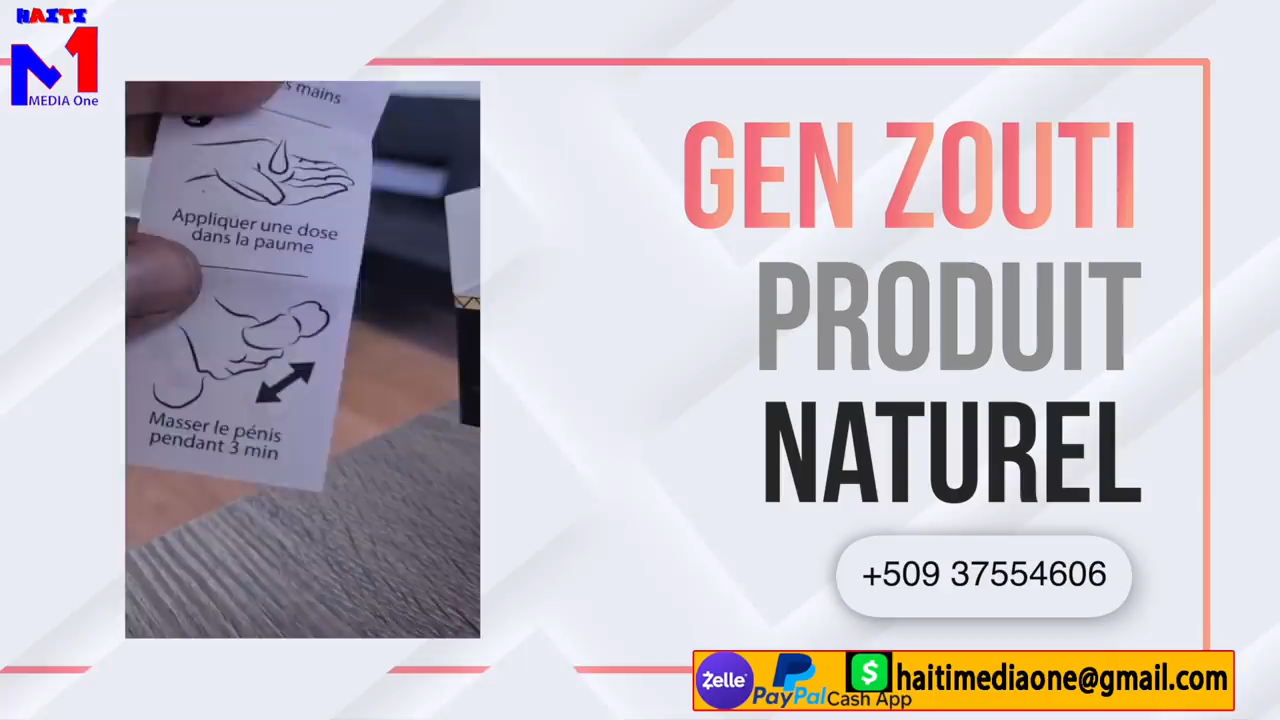 HAITI
M1
MEDIA One
s mains
2
Appliquer une dose
dans la paume
Masser le pénis
pendant 3 min
GEN ZOUTI
PRODUIT
NATUREL
+509 37554606
Zelle
PayPal
$
Cash App
haitimediaone@gmail.com